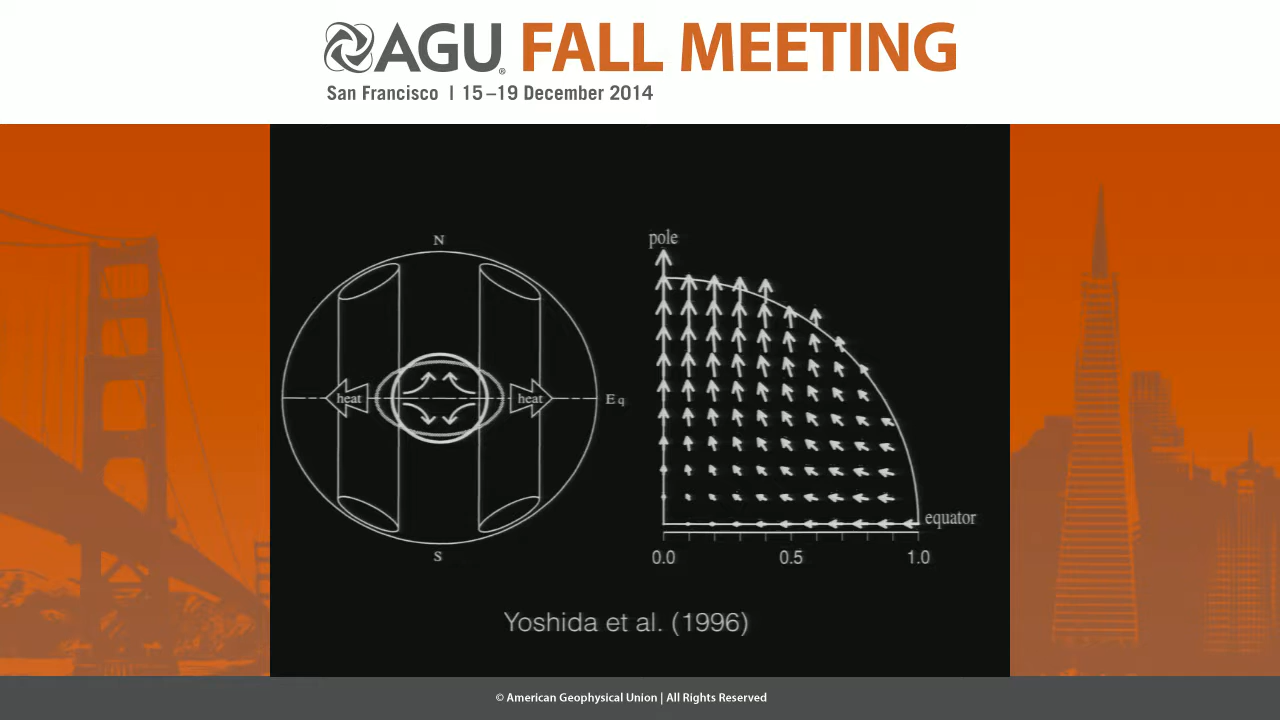 AGU® FALL MEETING
San Francisco | 15–19 December 2014
N
heat
heat
Eq
S
pole
equator
0.0 0.5 1.0
Yoshida et al. (1996)
© American Geophysical Union | All Rights Reserved